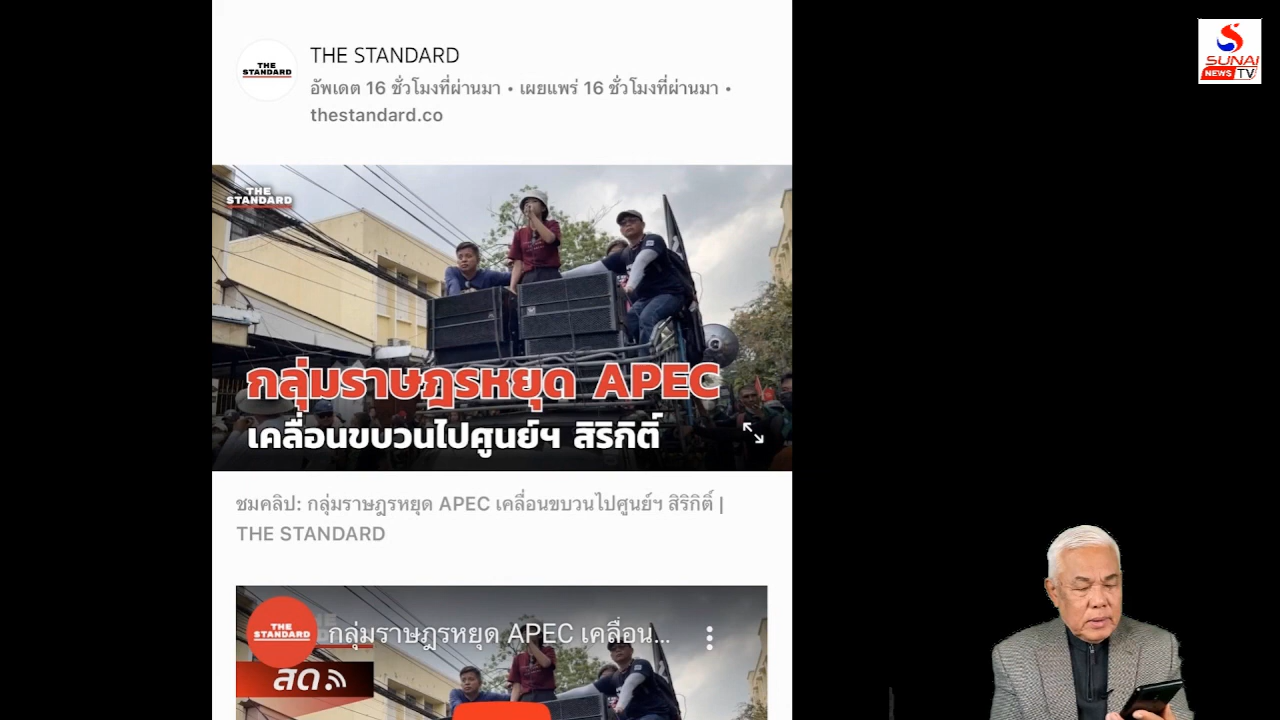 THE STANDARD
THE
STANDARD
อัพเดต 16 ชั่วโมงที่ผ่านมา • เผยแพร่ 16 ชั่วโมงที่ผ่านมา •
thestandard.co
SUNAI
NEWS TV
THE
STANDARD
กลุ่มราษฎรหยุด APEC
เคลื่อนขบวนไปศูนย์ฯ สิริกิติ์
ชมคลิป: กลุ่มราษฎรหยุด APEC เคลื่อนขบวนไปศูนย์ฯ สิริกิติ์ |
THE STANDARD
THE
STANDARD
กลุ่มราษฎรหยุด APEC เคลื่อน...
สด